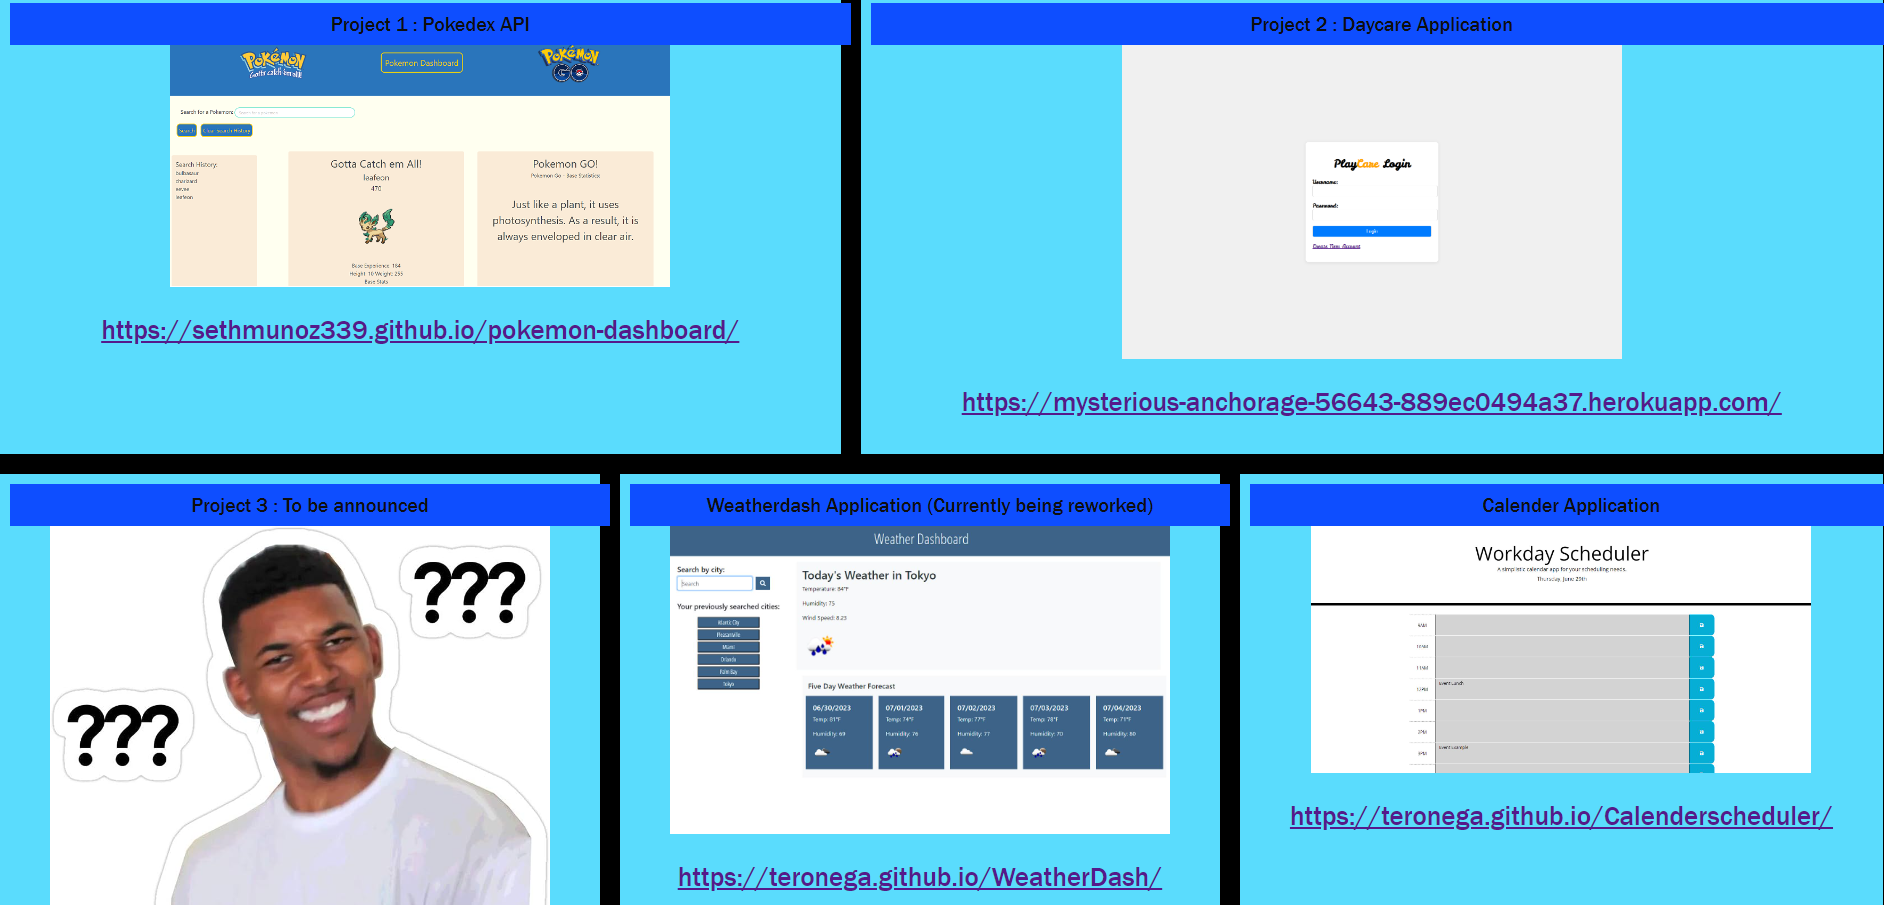 Project 1 : Pokedex API
POKéMON
Gotta catch 'em all!
Pokemon Dashboard
POKéMON
GO
Search for a Pokemon:
Search
Clear Search History
Search History:
bulbasaur
charizard
eevee
leafeon
Gotta Catch em All!
leafeon
470
Base Experience: 184
Height: 10 Weight: 255
Base Stats
Pokemon GO!
Pokemon Go - Base Statistics:
Just like a plant, it uses
photosynthesis. As a result, it is
always enveloped in clear air.
https://sethmunoz339.github.io/pokemon-dashboard/
Project 2 : Daycare Application
PlayCare Login
Username:
Password:
Login
Create New Account
https://mysterious-anchorage-56643-889ec0494a37.herokuapp.com/
Project 3 : To be announced
???
???
Weatherdash Application (Currently being reworked)
Weather Dashboard
Search by city:
Search
Your previously searched cities:
Atlantic City
Pleasantville
Miami
Orlando
Palm Bay
Tokyo
Today's Weather in Tokyo
Temperature: 84°F
Humidity: 75
Wind Speed: 8.23
Five Day Weather Forecast
06/30/2023
Temp: 81°F
Humidity: 69
07/01/2023
Temp: 74°F
Humidity: 76
07/02/2023
Temp: 77°F
Humidity: 77
07/03/2023
Temp: 78°F
Humidity: 70
07/04/2023
Temp: 71°F
Humidity: 80
https://teronega.github.io/WeatherDash/
Calender Application
Workday Scheduler
A simplistic calendar app for your scheduling needs.
Thursday, June 29th
9AM
10AM
11AM
12PM Event Lunch
1PM
2PM
3PM Event Example
https://teronega.github.io/Calenderscheduler/